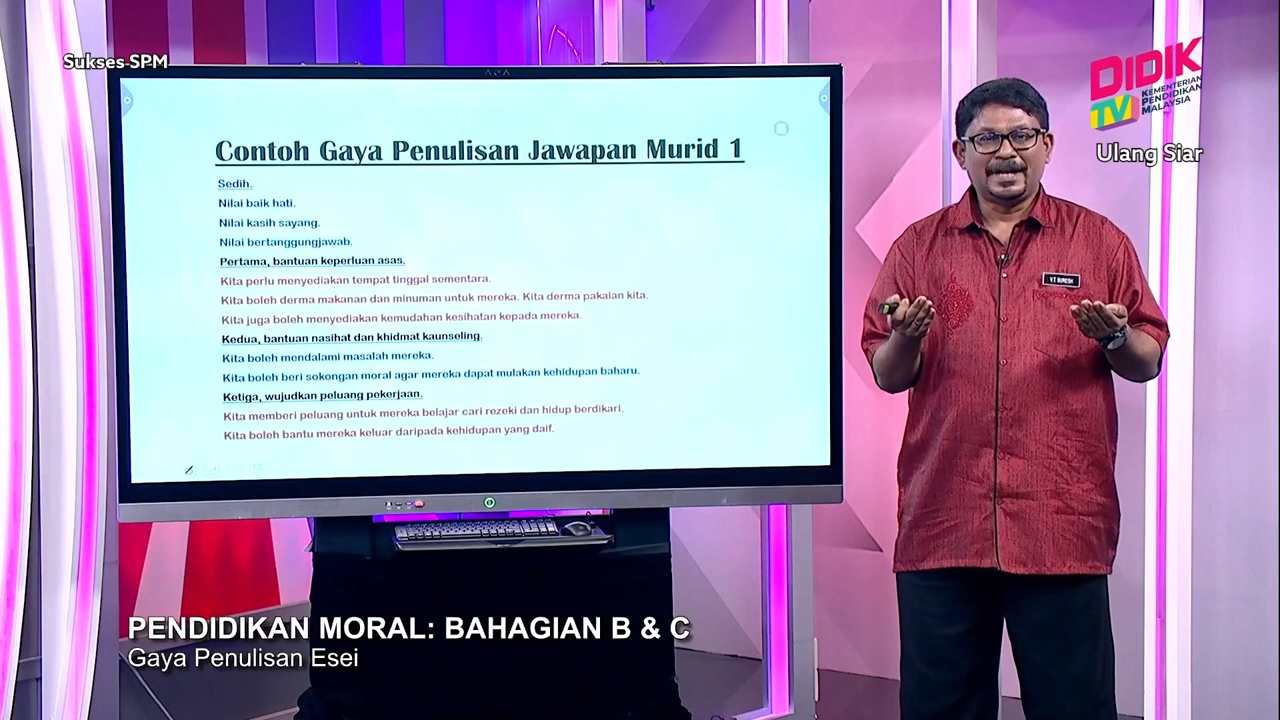 Sukses SPM
DIDIK
TV
KEMENTERIAN
PENDIDIKAN
MALAYSIA
Ulang Siar
Contoh Gaya Penulisan Jawapan Murid 1
Sedih.
Nilai baik hati.
Nilai kasih sayang.
Nilai bertanggungjawab.
Pertama, bantuan keperluan asas.
Kita perlu menyediakan tempat tinggal sementara.
Kita boleh derma makanan dan minuman untuk mereka. Kita derma pakaian kita.
Kita juga boleh menyediakan kemudahan kesihatan kepada mereka.
Kedua, bantuan nasihat dan khidmat kaunseling.
Kita boleh mendalami masalah mereka.
Kita boleh beri sokongan moral agar mereka dapat mulakan kehidupan baharu.
Ketiga, wujudkan peluang pekerjaan.
Kita memberi peluang untuk mereka belajar cari rezeki dan hidup berdikari.
Kita boleh bantu mereka keluar daripada kehidupan yang daif.
Y.T SURESH
PENDIDIKAN MORAL: BAHAGIAN B & C
Gaya Penulisan Esei